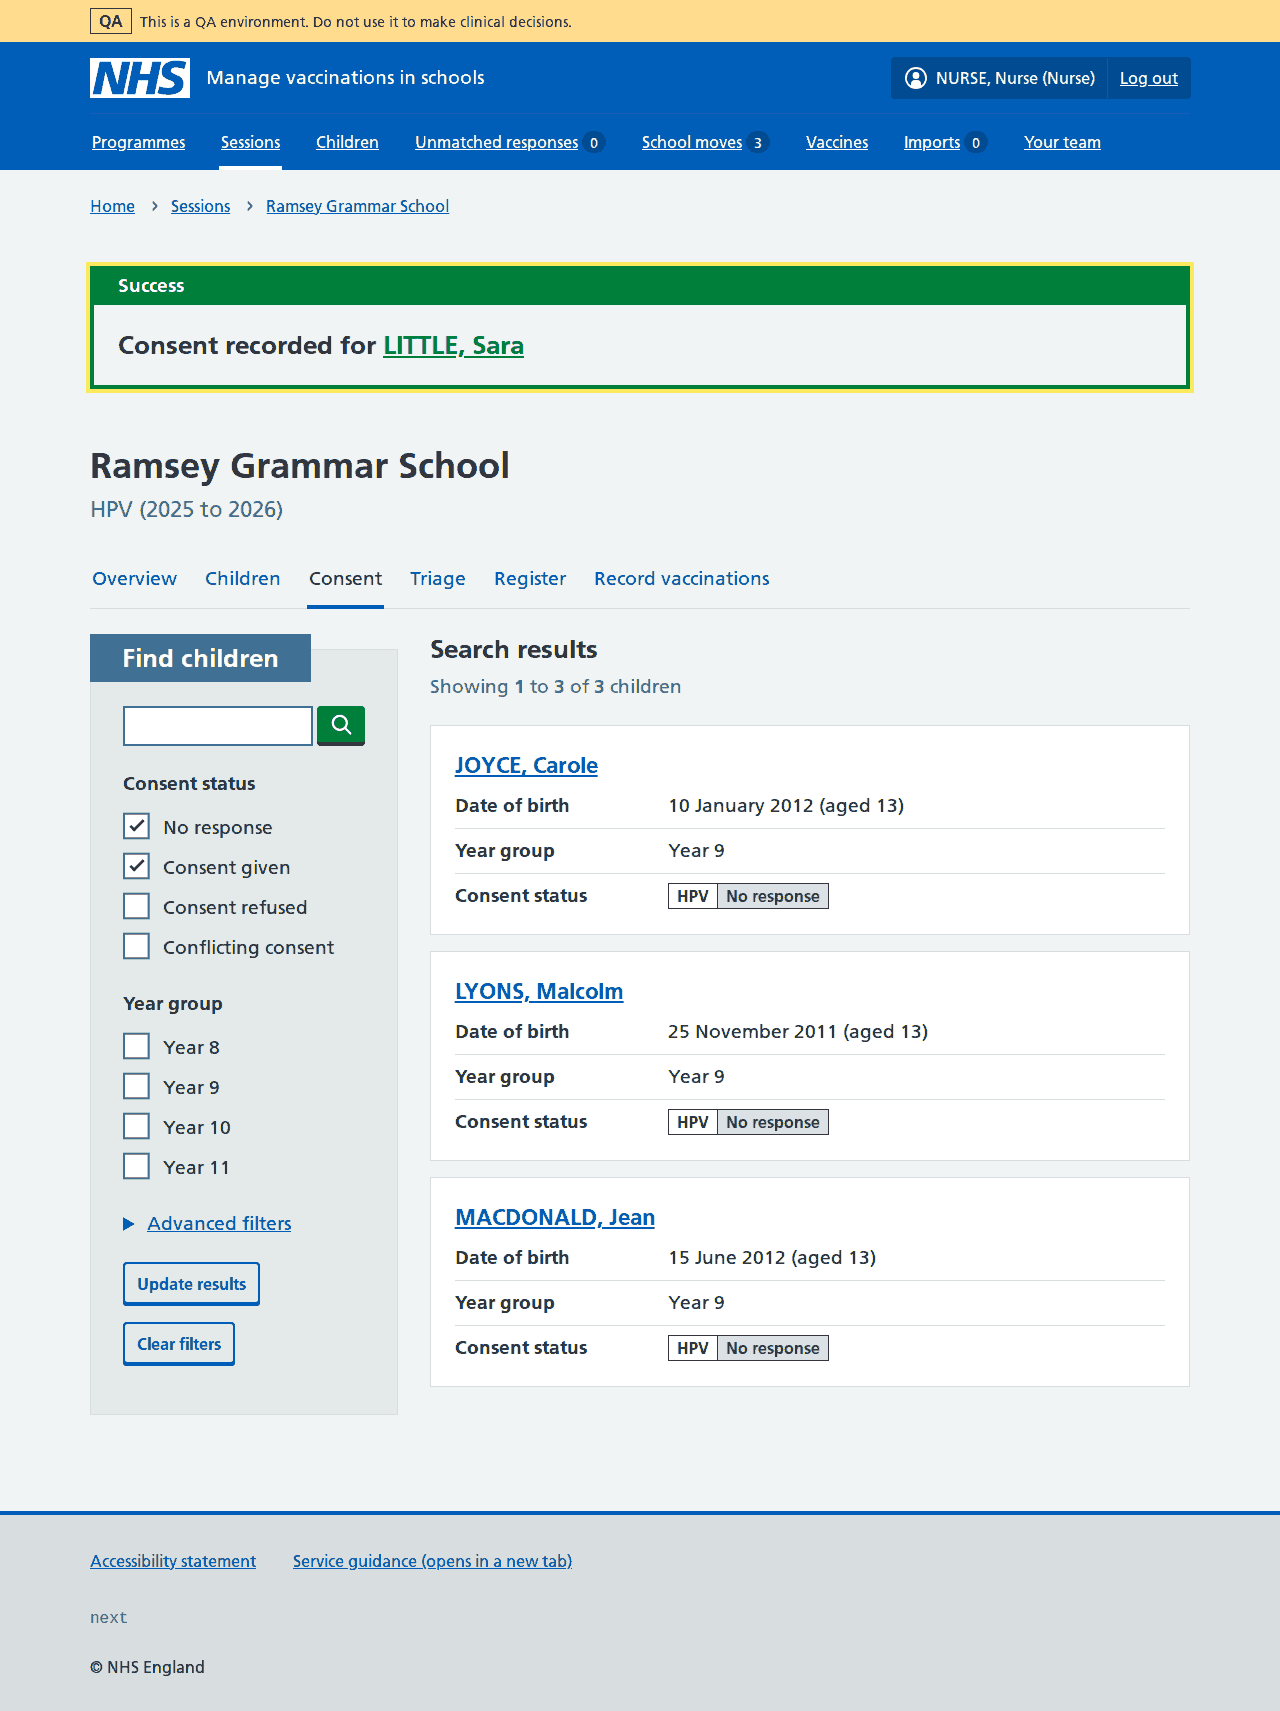 QA This is a QA environment. Do not use it to make clinical decisions.
NHS Manage vaccinations in schools NURSE, Nurse (Nurse) Log out
Programmes Sessions Children Unmatched responses 0 School moves 3 Vaccines Imports 0 Your team
Home Sessions Ramsey Grammar School
Success
Consent recorded for LITTLE, Sara
Ramsey Grammar School
HPV (2025 to 2026)
Overview Children Consent Triage Register Record vaccinations
Find children
Consent status
No response
Consent given
Consent refused
Conflicting consent
Year group
Year 8
Year 9
Year 10
Year 11
Advanced filters
Update results
Clear filters
Search results
Showing 1 to 3 of 3 children
JOYCE, Carole
Date of birth 10 January 2012 (aged 13)
Year group Year 9
Consent status HPV No response
LYONS, Malcolm
Date of birth 25 November 2011 (aged 13)
Year group Year 9
Consent status HPV No response
MACDONALD, Jean
Date of birth 15 June 2012 (aged 13)
Year group Year 9
Consent status HPV No response
Accessibility statement Service guidance (opens in a new tab)
next
© NHS England